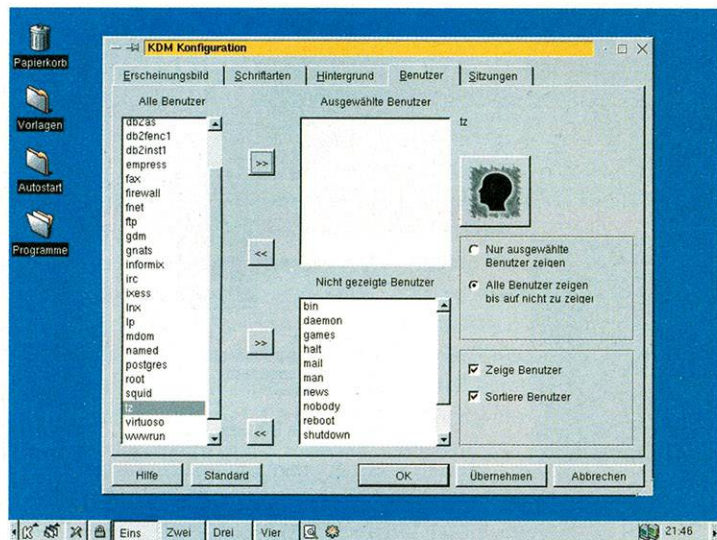 Papierkorb
Vorlagen
Autostart
Programme
KDM Konfiguration
Erscheinungsbild
Schriftarten
Hintergrund
Benutzer
Sitzungen
Alle Benutzer
db2as
db2fenc1
db2inst1
empress
fax
firewall
fnet
ftp
gdm
gnats
informix
irc
ixess
lnx
lp
mdom
named
postgres
root
squid
tz
virtuoso
wwwrun
>>
<<
>>
<<
Ausgewählte Benutzer
Nicht gezeigte Benutzer
bin
daemon
games
halt
mail
man
news
nobody
reboot
shutdown
tz
Nur ausgewählte
Benutzer zeigen
Alle Benutzer zeigen
bis auf nicht zu zeigen
Zeige Benutzer
Sortiere Benutzer
Hilfe
Standard
OK
Übernehmen
Abbrechen
K
Eins
Zwei
Drei
Vier
21:46